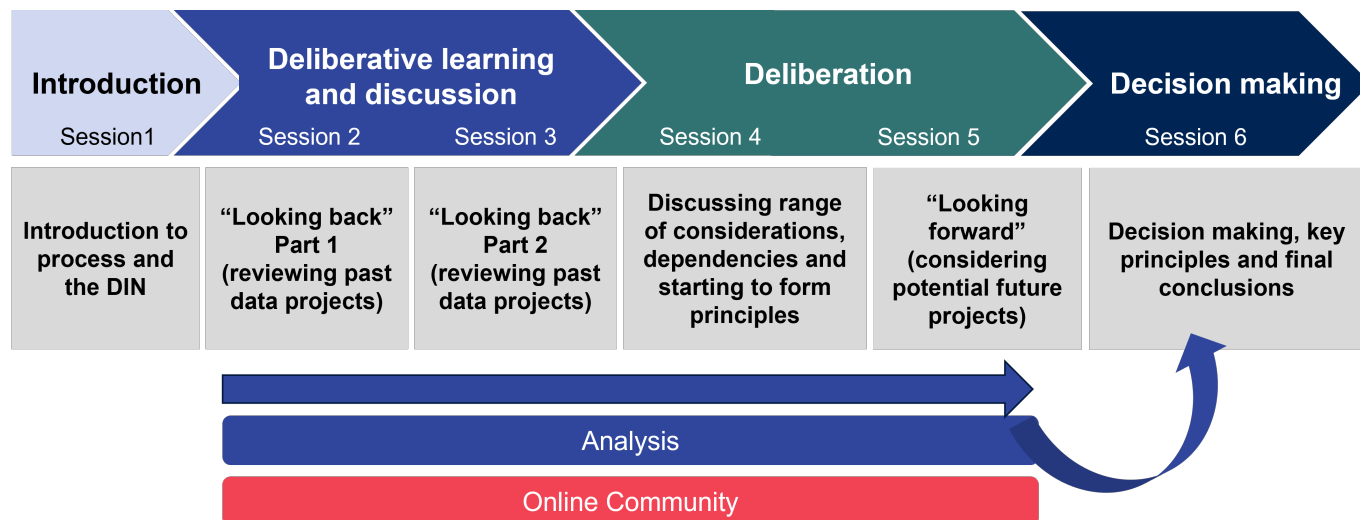 Introduction
Session1
Deliberative learning
and discussion
Session 2
Session 3
Deliberation
Session 4
Session 5
Decision making
Session 6
Introduction to
process and
the DIN
“Looking back”
Part 1
(reviewing past
data projects)
“Looking back”
Part 2
(reviewing past
data projects)
Discussing range
of considerations,
dependencies and
starting to form
principles
“Looking
forward”
(considering
potential future
projects)
Decision making, key
principles and final
conclusions
Analysis
Online Community